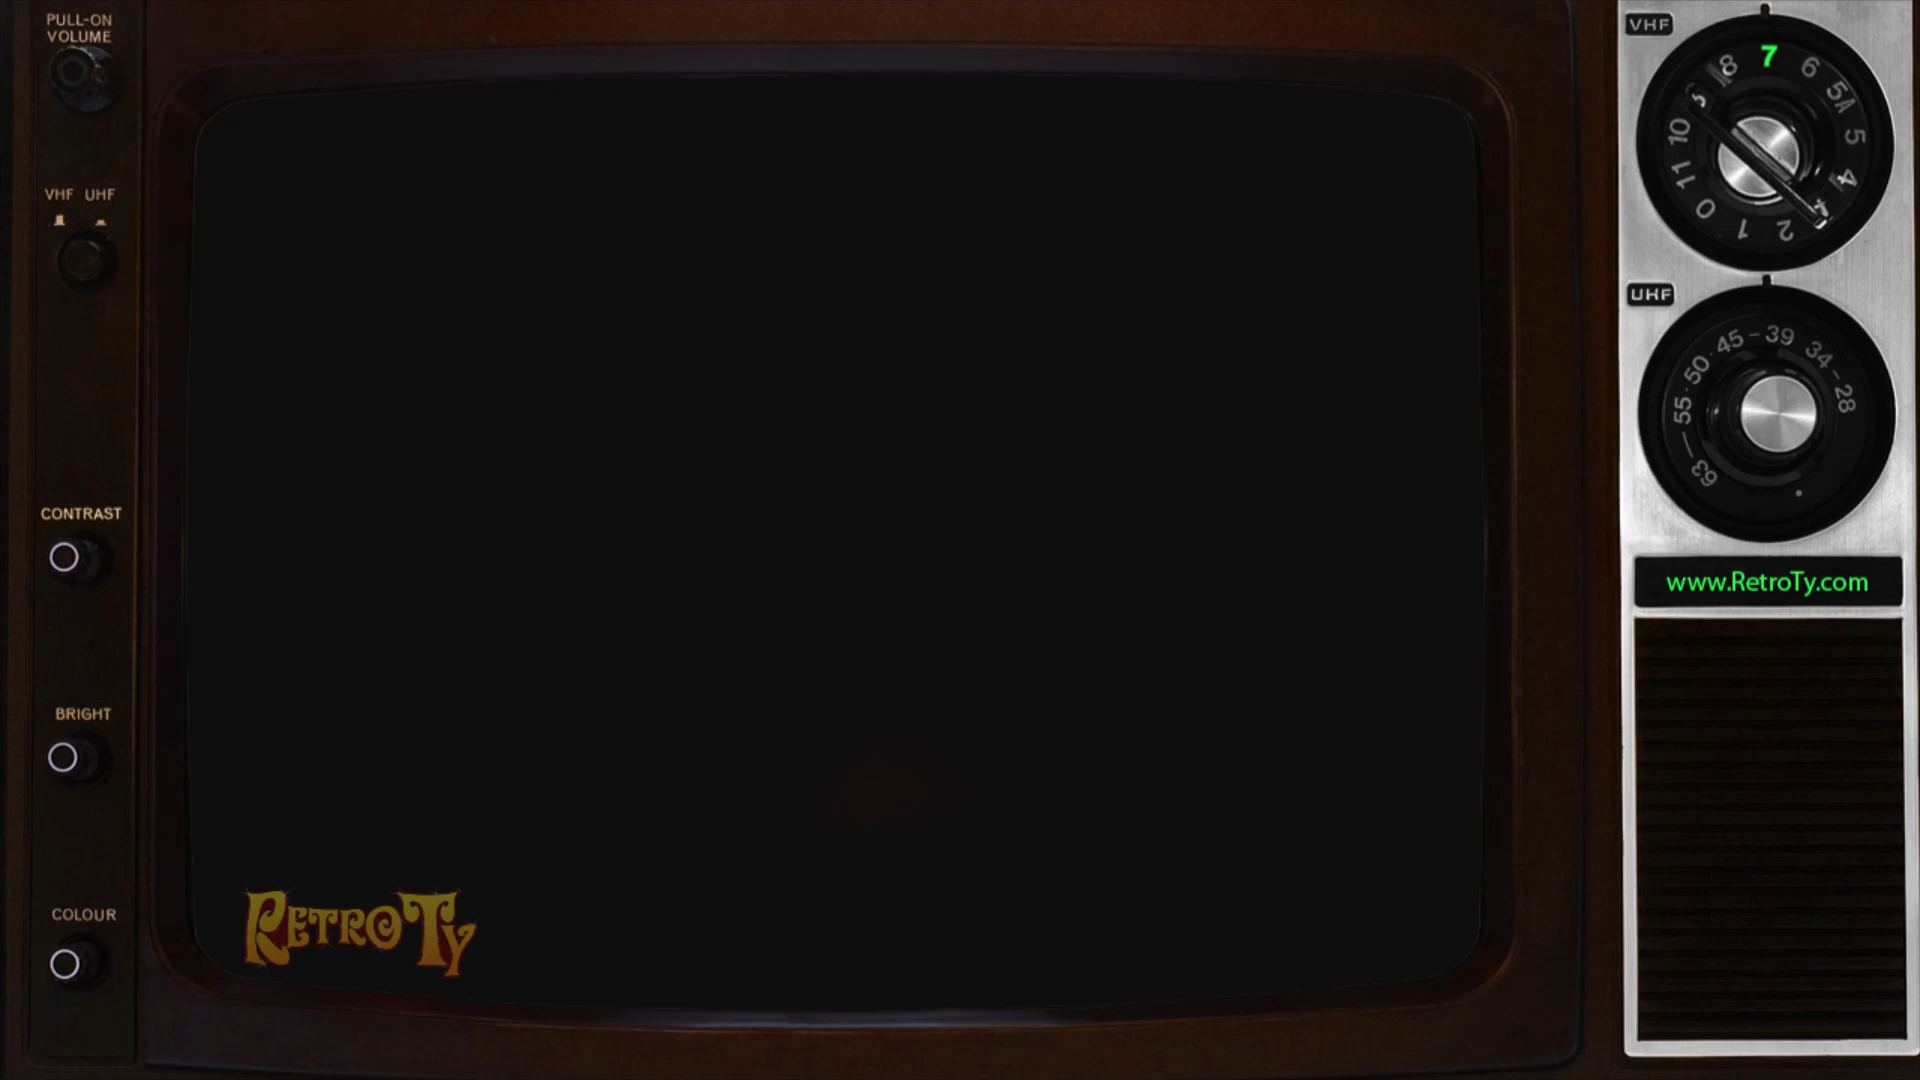 PULL-ON
VOLUME
VHF UHF
CONTRAST
BRIGHT
COLOUR
RETROTY
VHF
7
6
5A
5
4
2
1
0
11
10
8
UHF
63 55 50 45 39 34 28
www.RetroTy.com